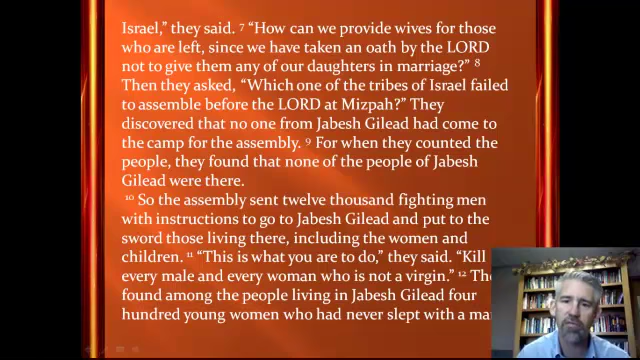 Israel,” they said. 7 “How can we provide wives for those
who are left, since we have taken an oath by the LORD
not to give them any of our daughters in marriage?” 8
Then they asked, “Which one of the tribes of Israel failed
to assemble before the LORD at Mizpah?” They
discovered that no one from Jabesh Gilead had come to
the camp for the assembly. 9 For when they counted the
people, they found that none of the people of Jabesh
Gilead were there.
10 So the assembly sent twelve thousand fighting men
with instructions to go to Jabesh Gilead and put to the
sword those living there, including the women and
children. 11 “This is what you are to do,” they said. “Kill
every male and every woman who is not a virgin.” 12 The
found among the people living in Jabesh Gilead four
hundred young women who had never slept with a ma